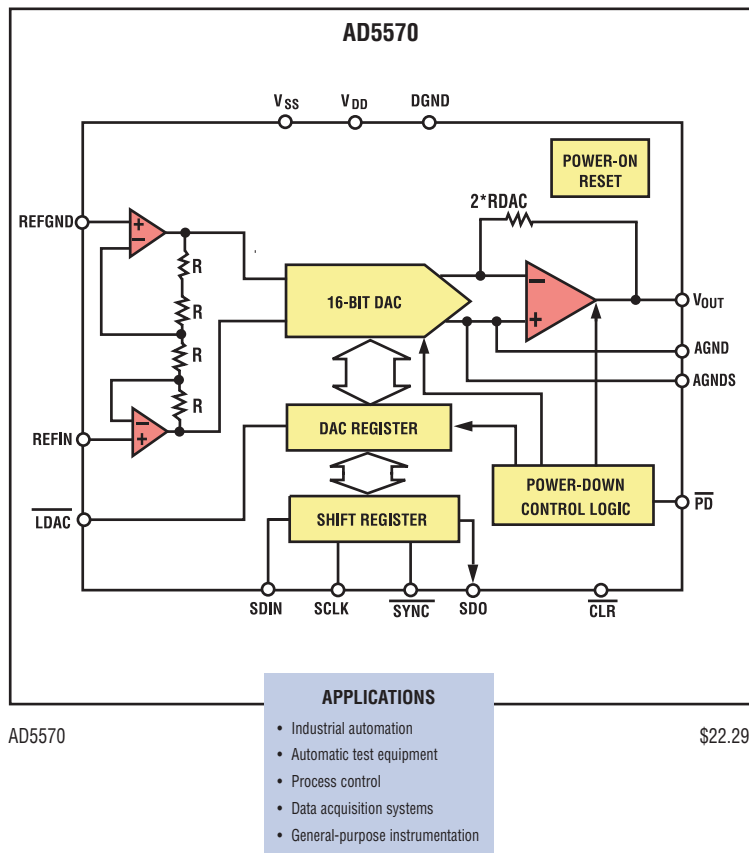 AD5570
VSS
VDD
DGND
POWER-ON
RESET
2*RDAC
REFGND
+
−
R
R
R
R
−
+
REFIN
16-BIT DAC
−
+
VOUT
AGND
AGNDS
DAC REGISTER
POWER-DOWN
CONTROL LOGIC
PD
LDAC
SHIFT REGISTER
SDIN
SCLK
SYNC
SDO
CLR
APPLICATIONS
• Industrial automation
• Automatic test equipment
• Process control
• Data acquisition systems
• General-purpose instrumentation
AD5570
$22.29